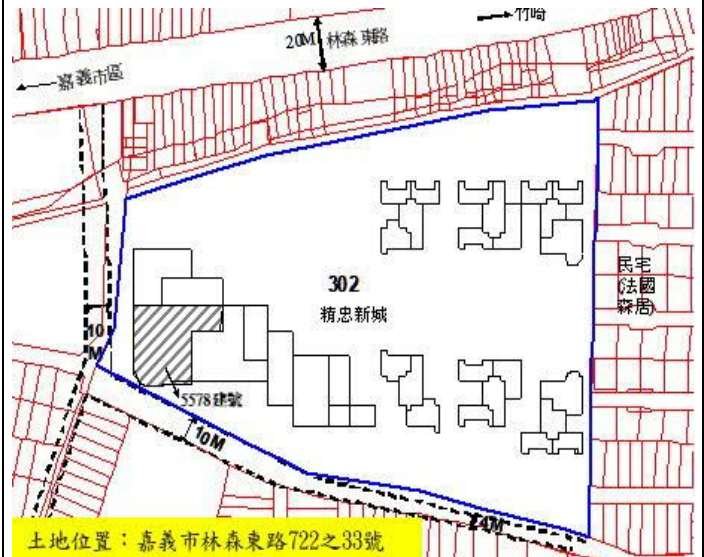 竹崎
20M 林森東路
嘉義市區
302
精忠新城
民宅
(法國
森居)
10
M
5578建號
10M
24M
土地位置：嘉義市林森東路722之33號